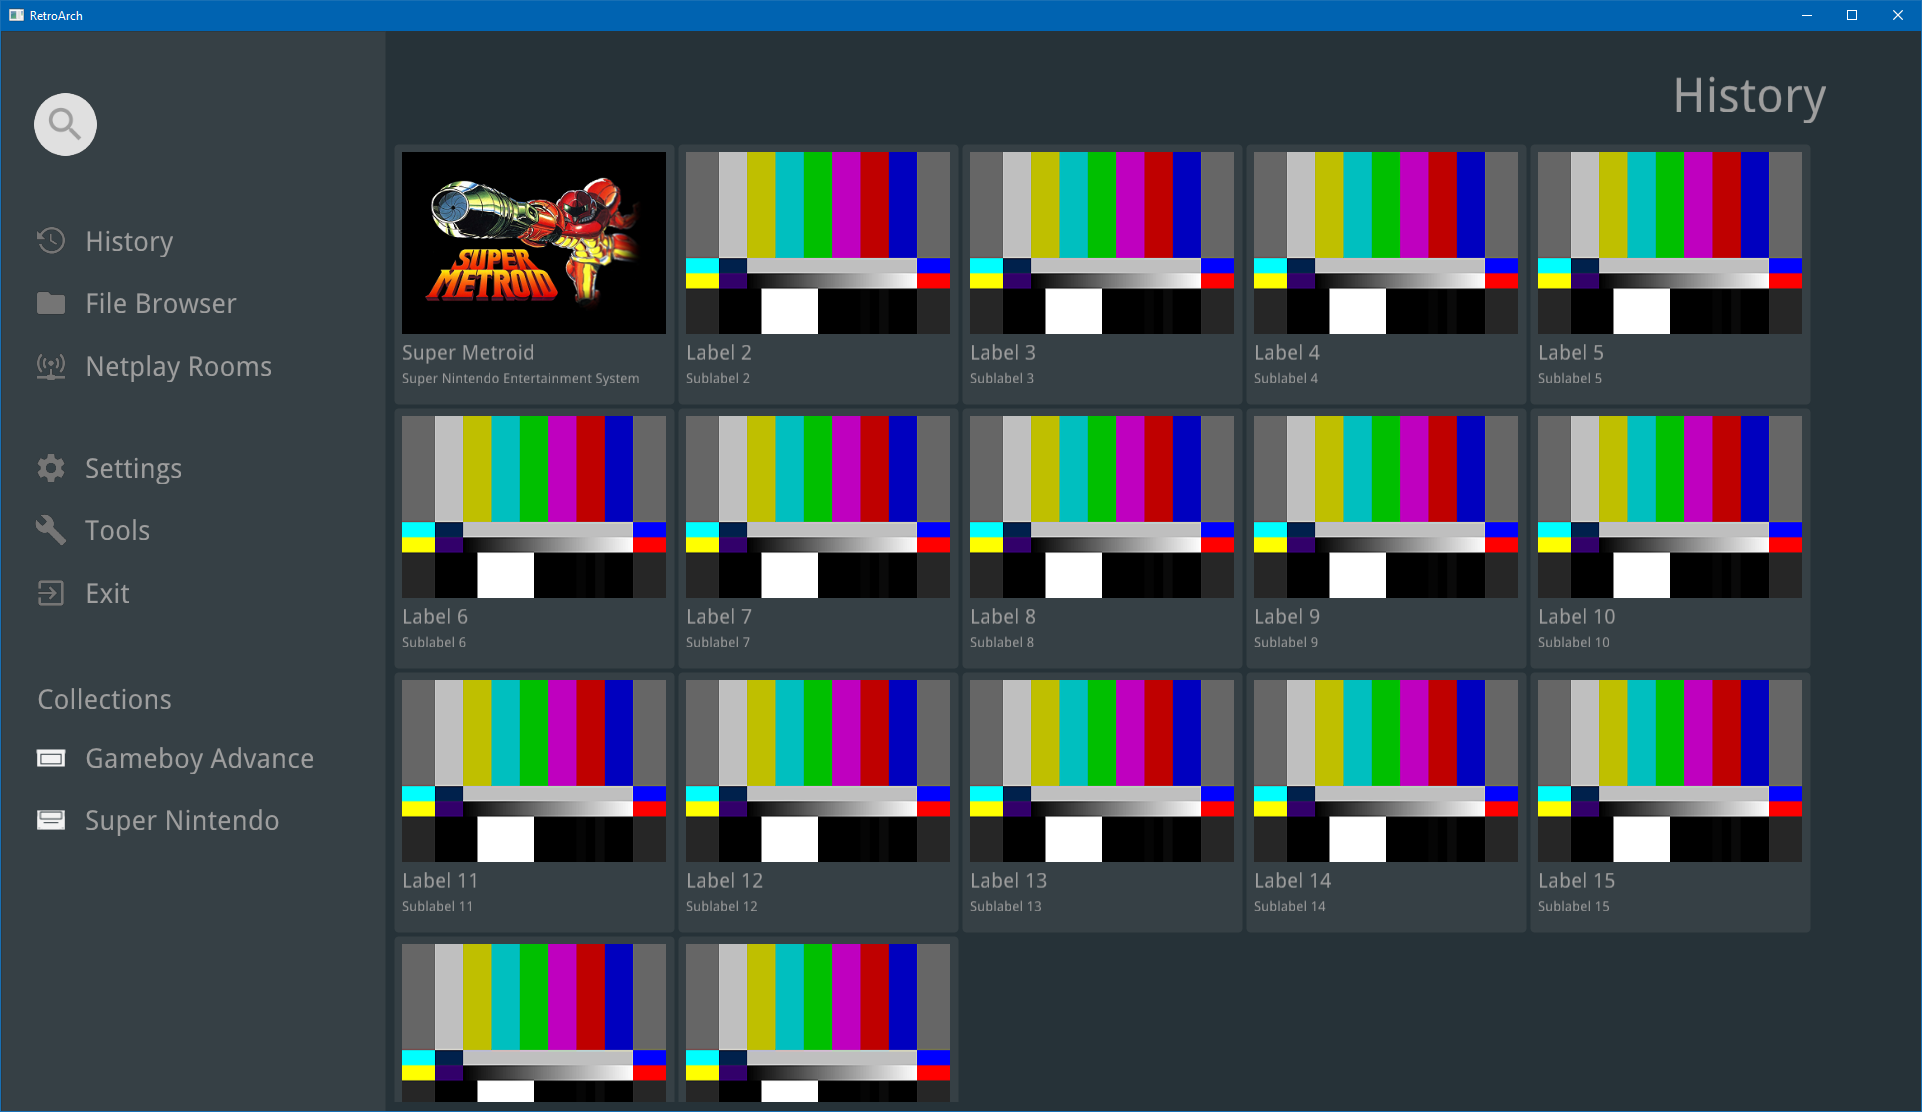 RetroArch
History
History
File Browser
Netplay Rooms
Settings
Tools
Exit
Collections
Gameboy Advance
Super Nintendo
SUPER
METROID
Super Metroid
Super Nintendo Entertainment System
Label 2
Sublabel 2
Label 3
Sublabel 3
Label 4
Sublabel 4
Label 5
Sublabel 5
Label 6
Sublabel 6
Label 7
Sublabel 7
Label 8
Sublabel 8
Label 9
Sublabel 9
Label 10
Sublabel 10
Label 11
Sublabel 11
Label 12
Sublabel 12
Label 13
Sublabel 13
Label 14
Sublabel 14
Label 15
Sublabel 15